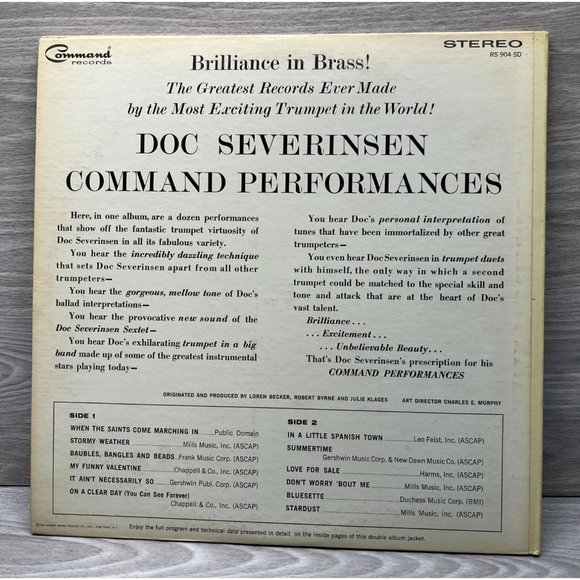 Command
records
STEREO
RS 904 SD
Brilliance in Brass!
The Greatest Records Ever Made
by the Most Exciting Trumpet in the World!
DOC SEVERINSEN
COMMAND PERFORMANCES
Here, in one album, are a dozen performances
that show off the fantastic trumpet virtuosity of
Doc Severinsen in all its fabulous variety.
You hear the incredibly dazzling technique
that sets Doc Severinsen apart from all other
trumpeters—
You hear the gorgeous, mellow tone of Doc's
ballad interpretations—
You hear the provocative new sound of the
Doc Severinsen Sextet—
You hear Doc's exhilarating trumpet in a big
band made up of some of the greatest instrumental
stars playing today—
You hear Doc's personal interpretation of
tunes that have been immortalized by other great
trumpeters—
You even hear Doc Severinsen in trumpet duets
with himself, the only way in which a second
trumpet could be matched to the special skill and
tone and attack that are at the heart of Doc's
vast talent.
Brilliance . . .
. . . Excitement . . .
. . . Unbelievable Beauty . . .
That's Doc Severinsen's prescription for his
COMMAND PERFORMANCES
ORIGINATED AND PRODUCED BY LOREN BECKER, ROBERT BYRNE AND JULIE KLAGES ART DIRECTOR CHARLES E. MURPHY
SIDE 1
WHEN THE SAINTS COME MARCHING IN Public Domain
STORMY WEATHER Mills Music, Inc. (ASCAP)
BAUBLES, BANGLES AND BEADS Frank Music Corp. (ASCAP)
MY FUNNY VALENTINE Chappell & Co., Inc. (ASCAP)
IT AIN'T NECESSARILY SO Gershwin Publ. Corp. (ASCAP)
ON A CLEAR DAY (You Can See Forever)
Chappell & Co., Inc. (ASCAP)
SIDE 2
IN A LITTLE SPANISH TOWN Leo Feist, Inc. (ASCAP)
SUMMERTIME
Gershwin Music Corp. & New Dawn Music Co. (ASCAP)
LOVE FOR SALE Harms, Inc. (ASCAP)
DON'T WORRY 'BOUT ME Mills Music, Inc. (ASCAP)
BLUESETTE Duchess Music Corp. (BMI)
STARDUST Mills Music, Inc. (ASCAP)
Enjoy the full program and technical data presented in detail, on the inside pages of this double album jacket.